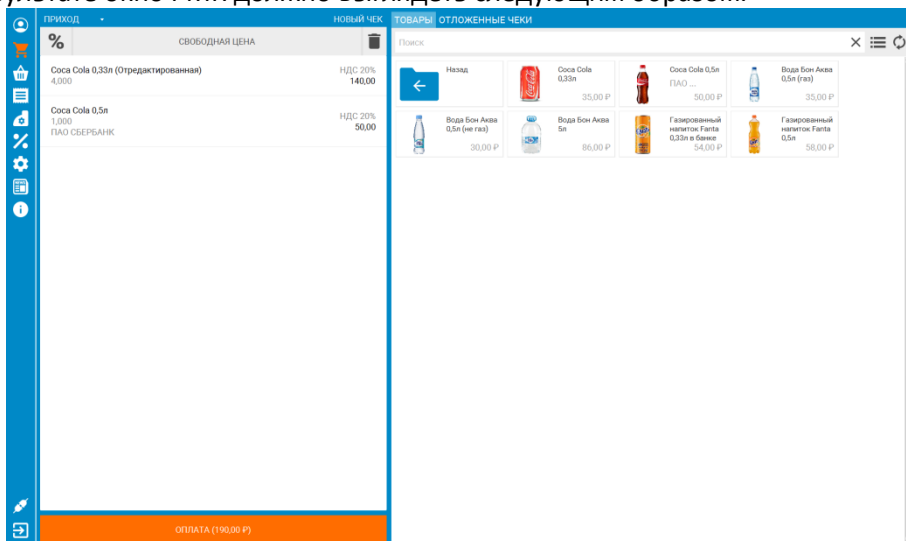 ПРИХОД
НОВЫЙ ЧЕК
ТОВАРЫ ОТЛОЖЕННЫЕ ЧЕКИ
%
СВОБОДНАЯ ЦЕНА
Поиск
Coca Cola 0,33л (Отредактированная)
НДС 20%
4,000
140,00
Coca Cola 0,5л
НДС 20%
1,000
50,00
ПАО СБЕРБАНК
Назад
Coca Cola
0,33л
35,00 ₽
Coca Cola 0,5л
ПАО ...
50,00 ₽
Вода Бон Аква
0,5л (газ)
35,00 ₽
Вода Бон Аква
0,5л (не газ)
30,00 ₽
Вода Бон Аква
5л
86,00 ₽
Газированный
напиток Fanta
0,33л в банке
54,00 ₽
Газированный
напиток Fanta
0,5л
58,00 ₽
ОПЛАТА (190,00 ₽)